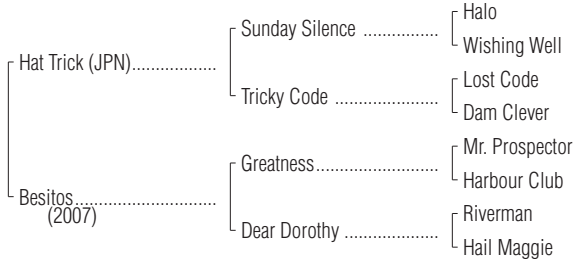 Halo
Sunday Silence ..................
Wishing Well
Hat Trick (JPN)....................
Lost Code
Tricky Code ........................
Dam Clever
Mr. Prospector
Greatness............................
Harbour Club
Besitos.................................
(2007)
Riverman
Dear Dorothy ......................
Hail Maggie